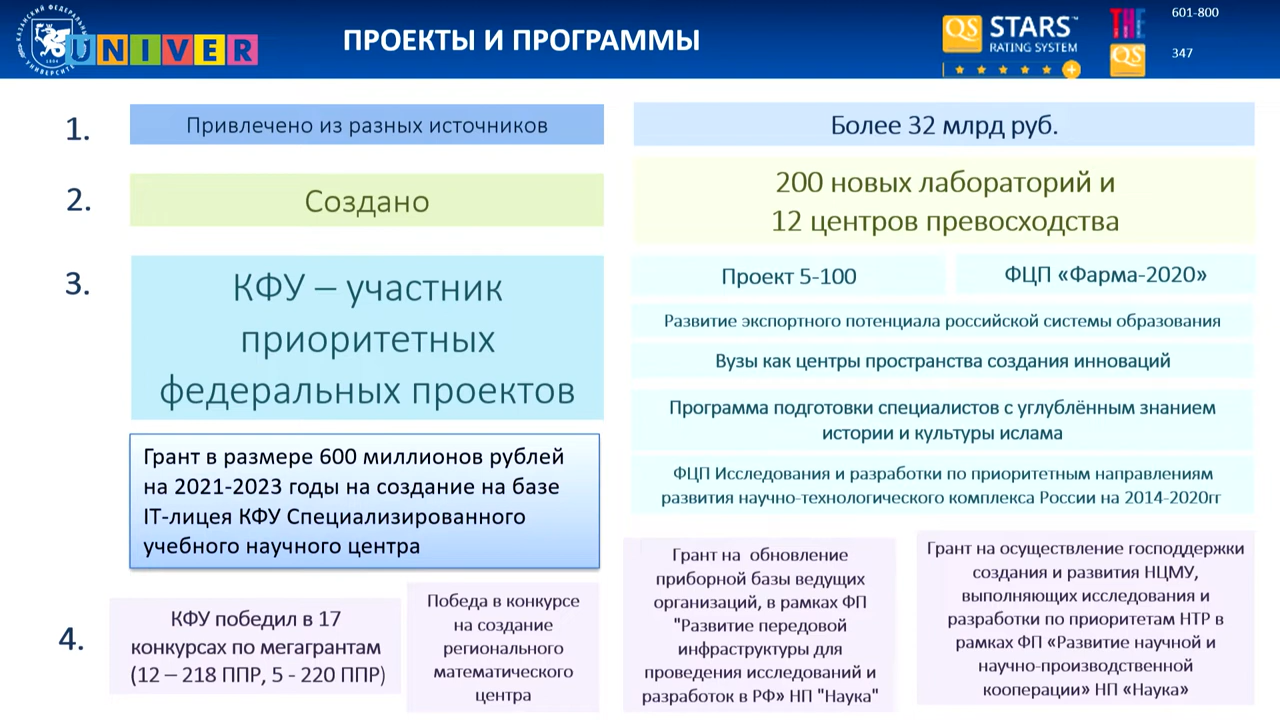 КАЗАНСКИЙ ФЕДЕРАЛЬНЫЙ УНИВЕРСИТЕТ
1804
UNIVER
ПРОЕКТЫ И ПРОГРАММЫ
QS STARS™
RATING SYSTEM
THE
601-800
QS
347
1.
Привлечено из разных источников
Более 32 млрд руб.
2.
Создано
200 новых лабораторий и
12 центров превосходства
3.
КФУ – участник
приоритетных
федеральных проектов
Проект 5-100
ФЦП «Фарма-2020»
Развитие экспортного потенциала российской системы образования
Вузы как центры пространства создания инноваций
Программа подготовки специалистов с углублённым знанием
истории и культуры ислама
ФЦП Исследования и разработки по приоритетным направлениям
развития научно-технологического комплекса России на 2014-2020гг
Грант в размере 600 миллионов рублей
на 2021-2023 годы на создание на базе
IT-лицея КФУ Специализированного
учебного научного центра
4.
КФУ победил в 17
конкурсах по мегагрантам
(12 – 218 ППР, 5 - 220 ППР)
Победа в конкурсе
на создание
регионального
математического
центра
Грант на обновление
приборной базы ведущих
организаций, в рамках ФП
"Развитие передовой
инфраструктуры для
проведения исследований и
разработок в РФ» НП "Наука"
Грант на осуществление господдержки
создания и развития НЦМУ,
выполняющих исследования и
разработки по приоритетам НТР в
рамках ФП «Развитие научной и
научно-производственной
кооперации» НП «Наука»